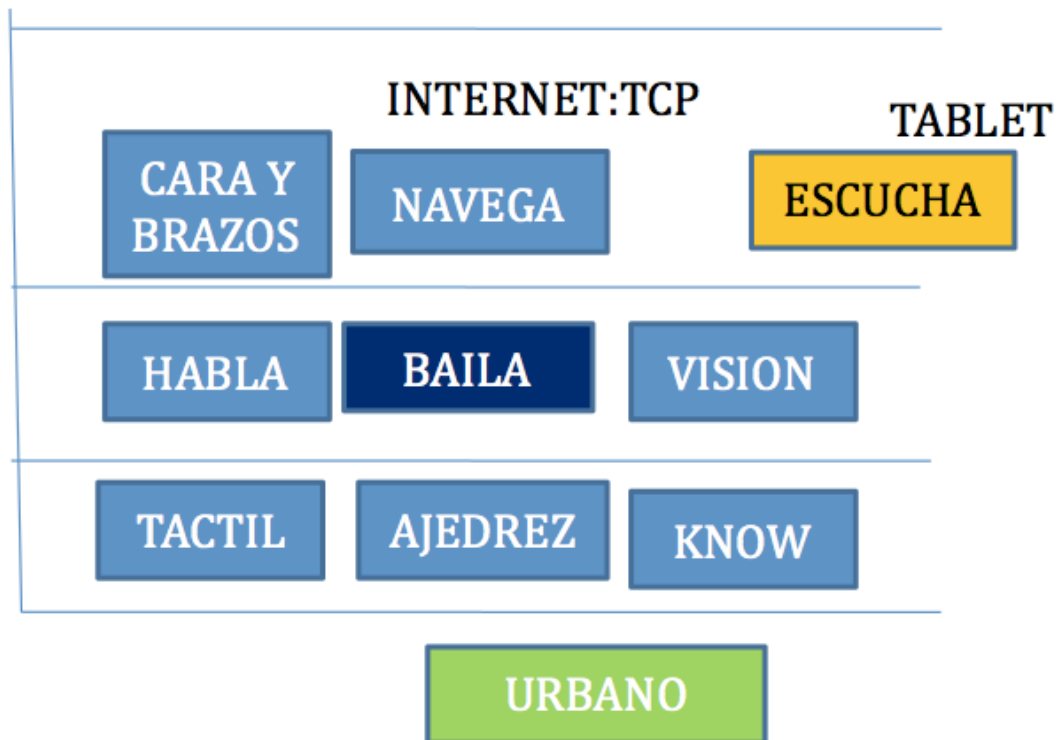 INTERNET:TCP
TABLET
CARA Y
BRAZOS
NAVEGA
ESCUCHA
HABLA
BAILA
VISION
TACTIL
AJEDREZ
KNOW
URBANO